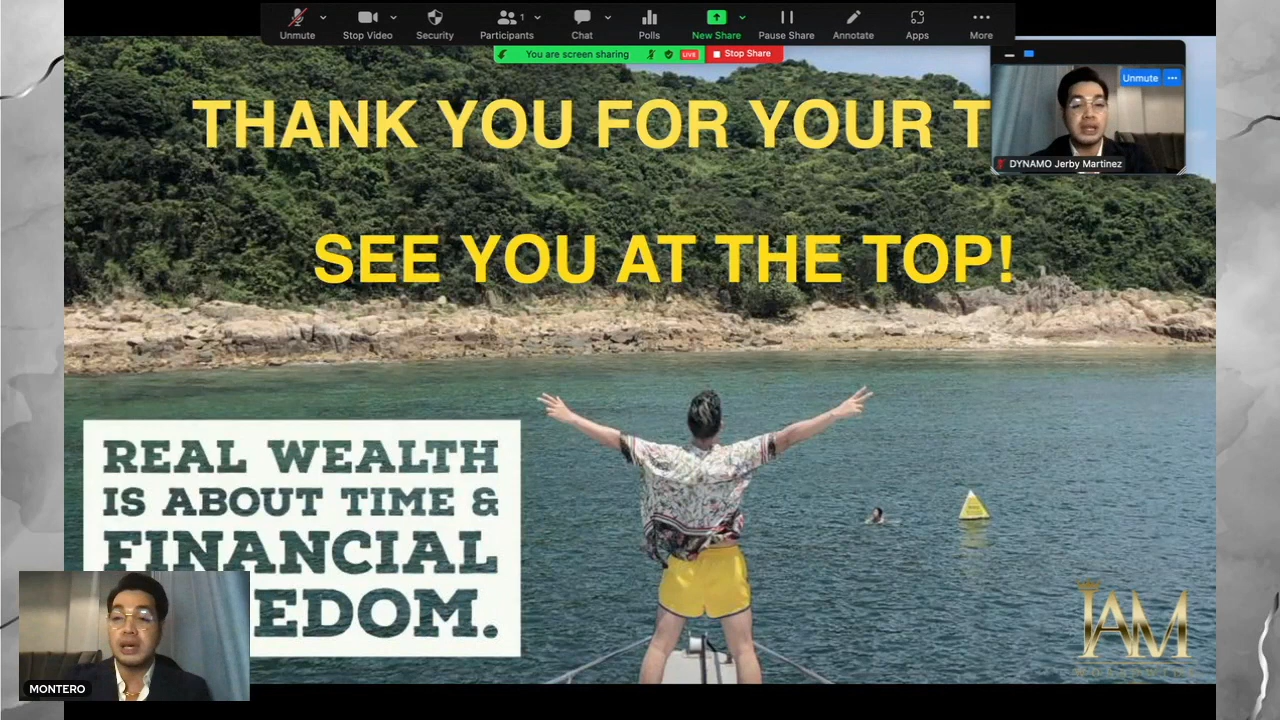 Unmute
Stop Video
Security
1
Participants
Chat
Polls
New Share
Pause Share
Annotate
Apps
More
You are screen sharing
LIVE
Stop Share
Unmute
DYNAMO Jerby Martinez
THANK YOU FOR YOUR T
SEE YOU AT THE TOP!
REAL WEALTH
IS ABOUT TIME &
FINANCIAL
EDOM.
MONTERO
IAM
WORLDWIDE